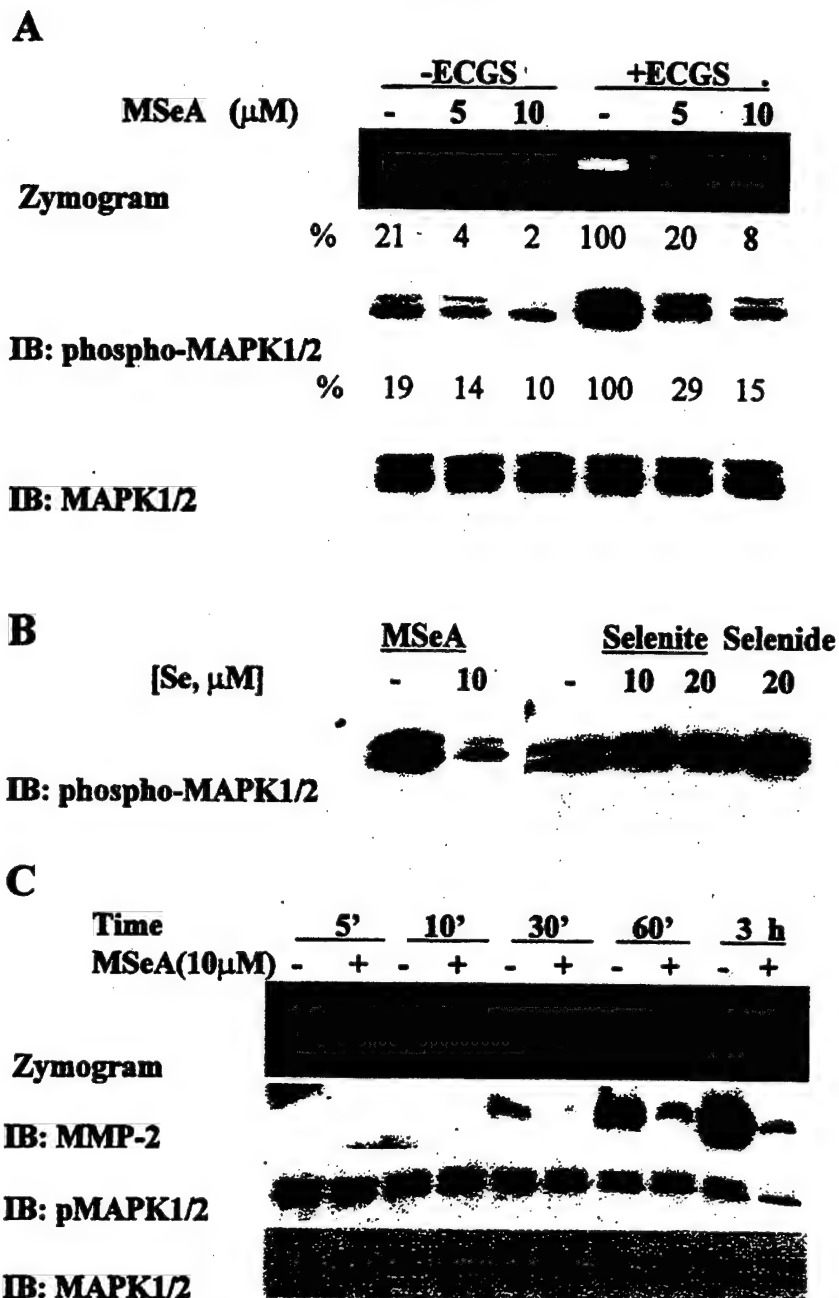 A
-ECGS +ECGS
MSeA (μM) - 5 10 - 5 10
Zymogram
% 21 4 2 100 20 8
IB: phospho-MAPK1/2
% 19 14 10 100 29 15
IB: MAPK1/2
B
MSeA Selenite Selenide
[Se, μM] - 10 - 10 20 20
IB: phospho-MAPK1/2
C
Time 5' 10' 30' 60' 3 h
MSeA(10μM) - + - + - + - + - +
Zymogram
IB: MMP-2
IB: pMAPK1/2
IB: MAPK1/2